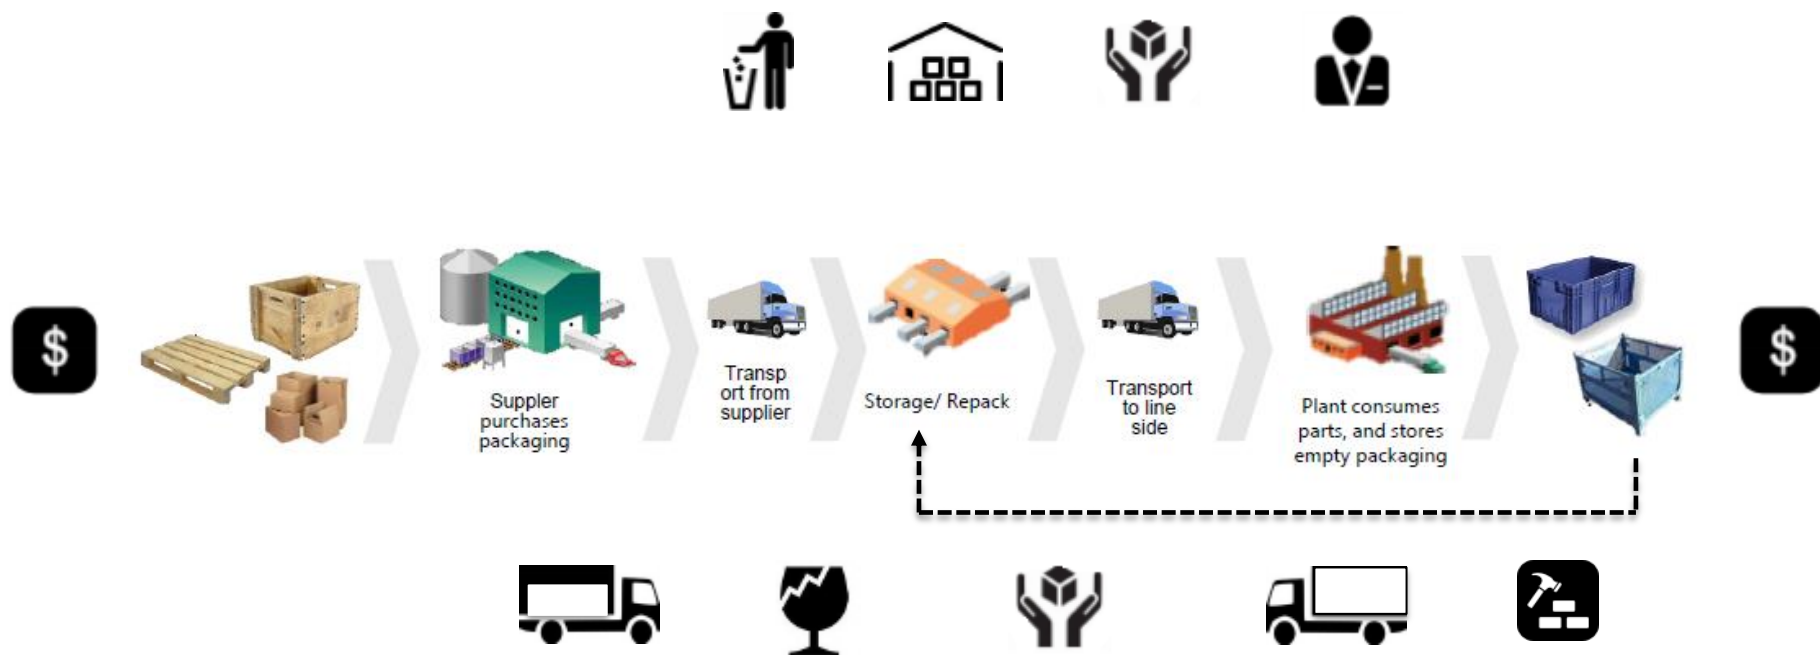 $
Suppler
purchases
packaging
Transp
ort from
supplier
Storage/ Repack
Transport
to line
side
Plant consumes
parts, and stores
empty packaging
$